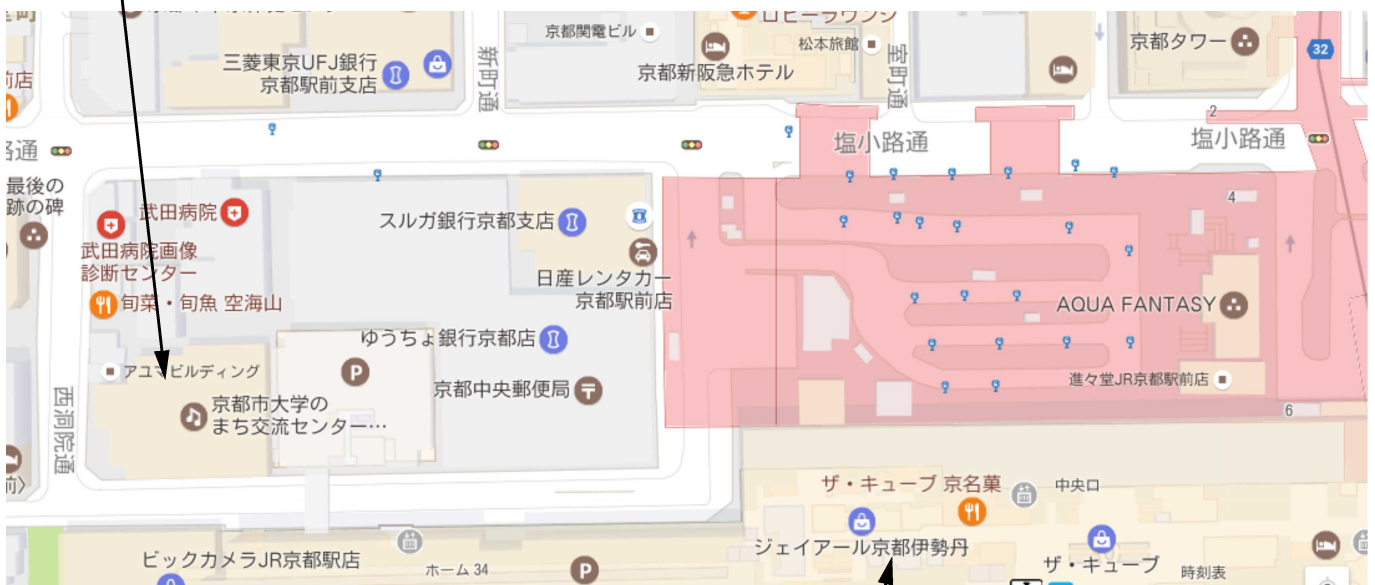 京都関電ビル
松本旅館
京都タワー
32
三菱東京UFJ銀行
京都駅前支店
新町通
京都新阪急ホテル
室町通
前店
2
塩小路通
塩小路通
路通
最後の
跡の碑
武田病院
武田病院画像
診断センター
旬菜・旬魚 空海山
スルガ銀行京都支店
日産レンタカー
京都駅前店
4
AQUA FANTASY
ゆうちょ銀行京都店
P
アユマビルディング
京都中央郵便局
進々堂JR京都駅前店
6
京都市大学の
まち交流センター…
西洞院通
前〉
ザ・キューブ 京名菓
中央口
ジェイアール京都伊勢丹
ビックカメラJR京都駅店
ホーム 34
P
ザ・キューブ
時刻表